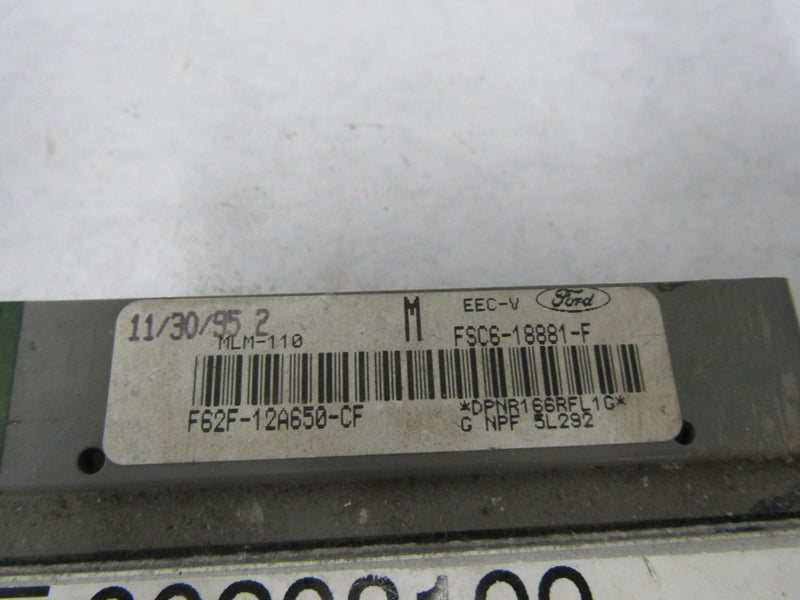 11/30/95 2
MLM-110
M
EEC-V Ford
FSC6-18881-F
F62F-12A650-CF
*DPNR166RFL1G*
G NPF 5L292